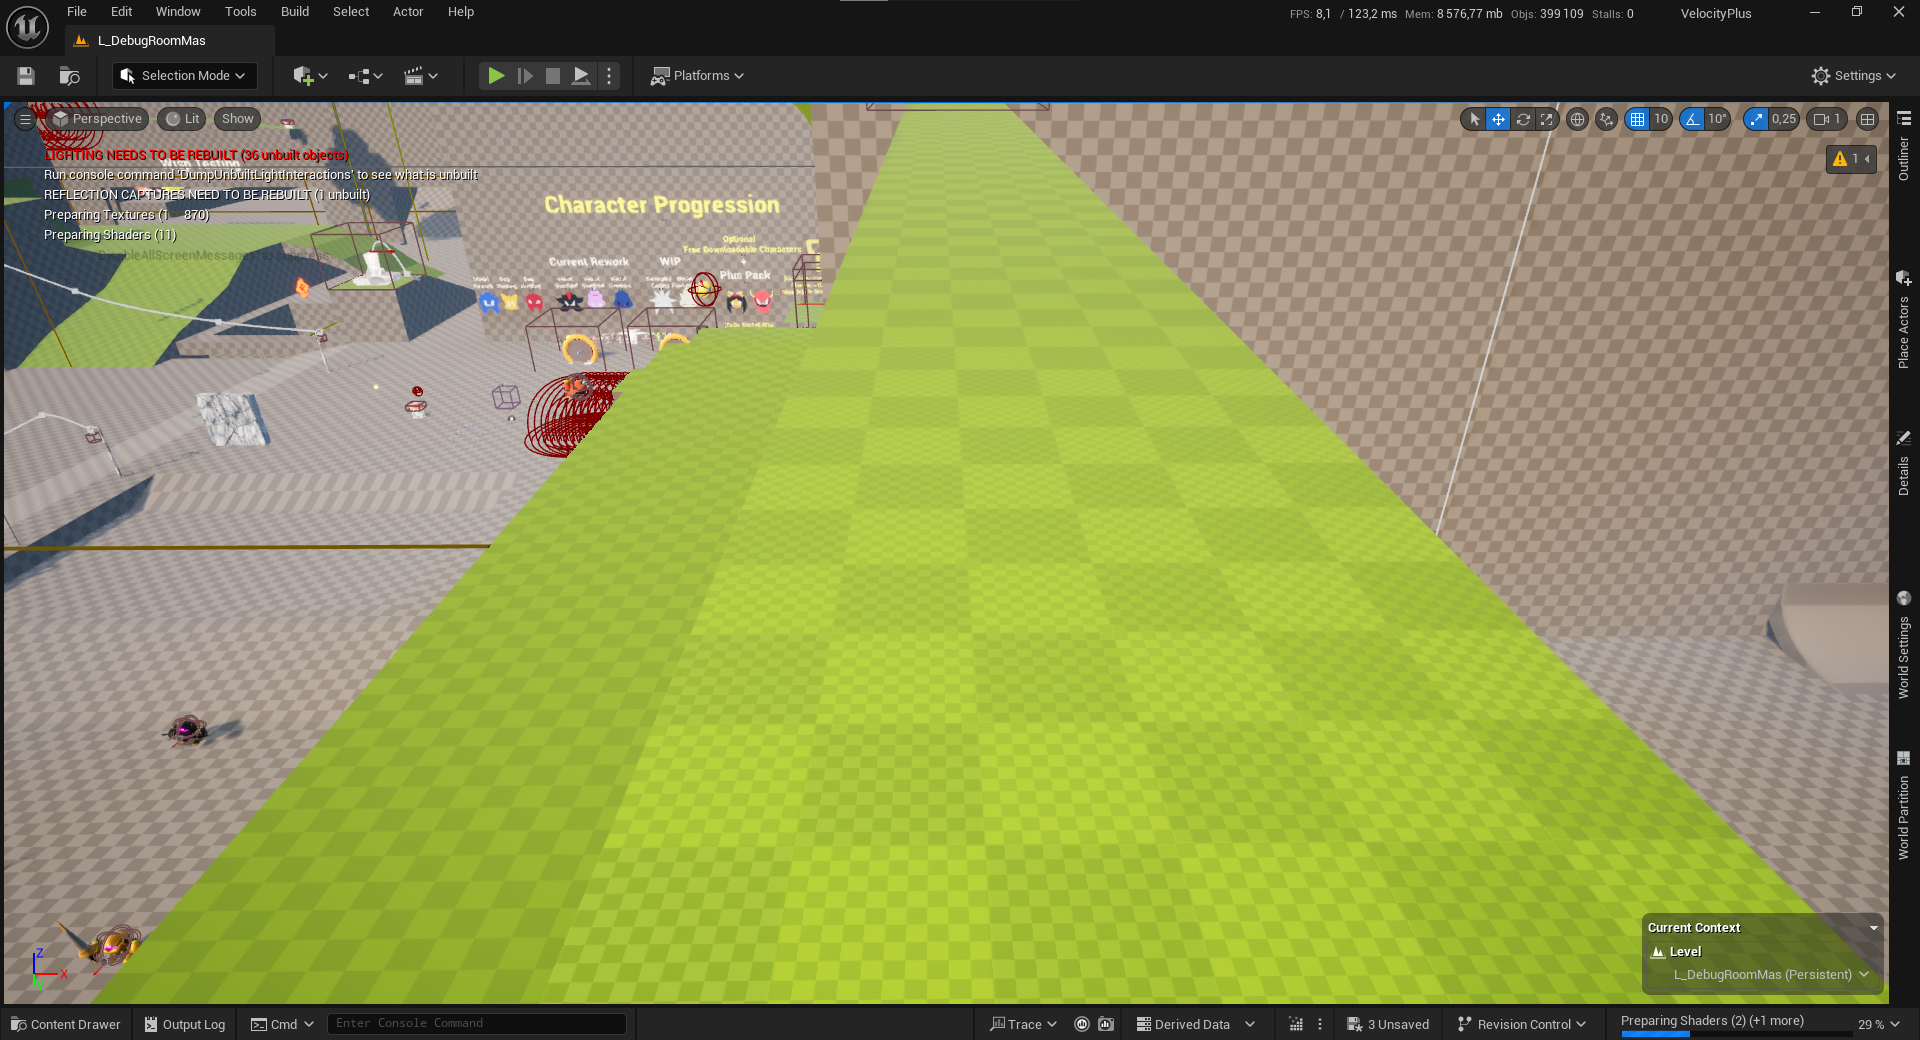 File Edit Window Tools Build Select Actor Help
FPS: 8,1 / 123,2 ms Mem: 8 576,77 mb Objs: 399 109 Stalls: 0 VelocityPlus
L_DebugRoomMas
Selection Mode
Platforms
Settings
Perspective Lit Show
10 10° 0,25 1
1
LIGHTING NEEDS TO BE REBUILT (36 unbuilt objects)
Run console command 'DumpUnbuiltLightInteractions' to see what is unbuilt
REFLECTION CAPTURES NEED TO BE REBUILT (1 unbuilt)
Preparing Textures (1 870)
Preparing Shaders (11)
'DisableAllScreenMessages' to suppress
Character Progression
Optional
Free Downloadable Characters
+
Plus Pack
Current Rework
WIP
Outliner
Place Actors
Details
World Settings
World Partition
Z
X
Current Context
Level
L_DebugRoomMas (Persistent)
Content Drawer Output Log Cmd Enter Console Command
Trace Derived Data 3 Unsaved Revision Control
Preparing Shaders (2) (+1 more) 29 %